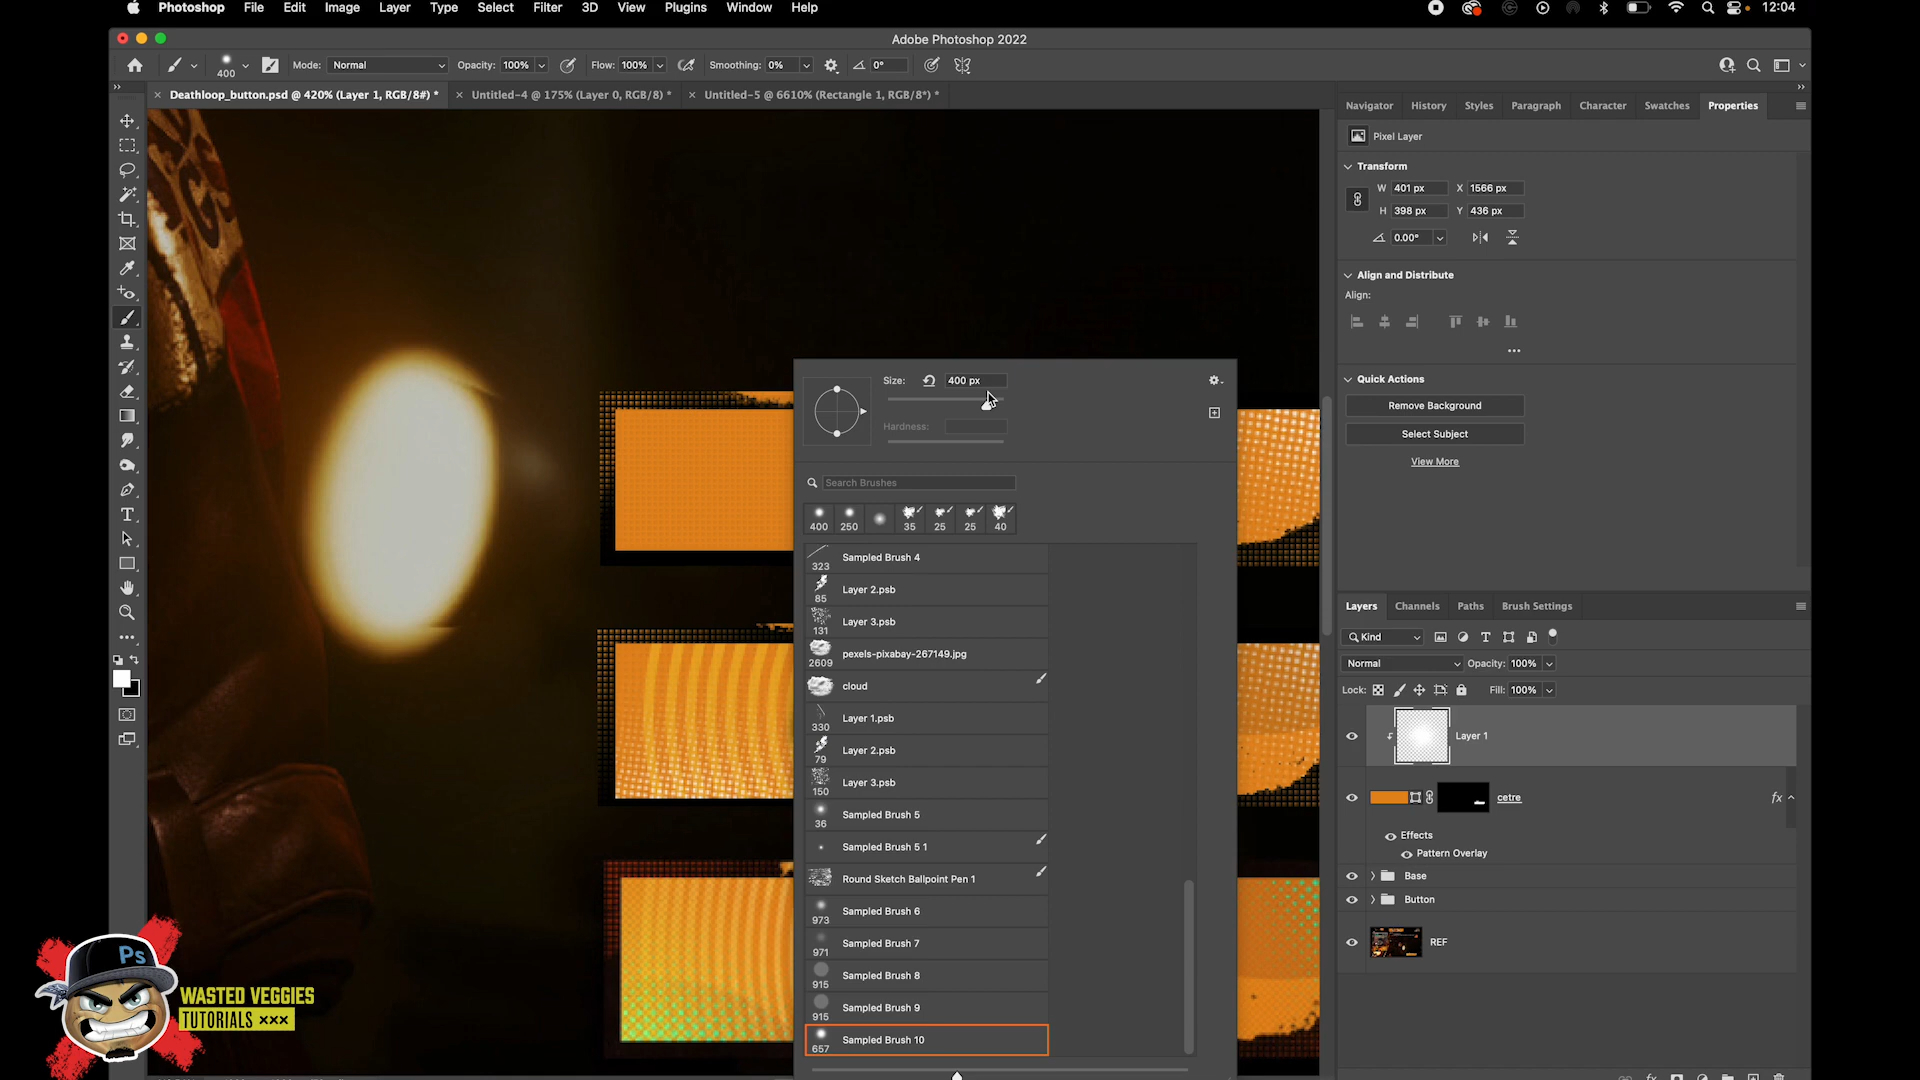 Photoshop File Edit Image Layer Type Select Filter 3D View Plugins Window Help 12:04
Adobe Photoshop 2022
400 Mode: Normal Opacity: 100% Flow: 100% Smoothing: 0% 0°
Deathloop_button.psd @ 420% (Layer 1, RGB/8#) * Untitled-4 @ 175% (Layer 0, RGB/8) * Untitled-5 @ 6610% (Rectangle 1, RGB/8*) *
Navigator History Styles Paragraph Character Swatches Properties
Pixel Layer
Transform
W 401 px X 1566 px
H 398 px Y 436 px
0.00°
Align and Distribute
Align:
Quick Actions
Remove Background
Select Subject
View More
Size: 400 px
Hardness:
Search Brushes
400 250 35 25 25 40
Sampled Brush 4
323
Layer 2.psb
85
Layer 3.psb
131
pexels-pixabay-267149.jpg
2609
cloud
Layer 1.psb
330
Layer 2.psb
79
Layer 3.psb
150
Sampled Brush 5
36
Sampled Brush 5 1
Round Sketch Ballpoint Pen 1
Sampled Brush 6
973
Sampled Brush 7
971
Sampled Brush 8
915
Sampled Brush 9
915
Sampled Brush 10
657
Layers Channels Paths Brush Settings
Kind
Normal Opacity: 100%
Lock: Fill: 100%
Layer 1
cetre fx
Effects
Pattern Overlay
Base
Button
REF
Ps
WASTED VEGGIES
TUTORIALS ×××